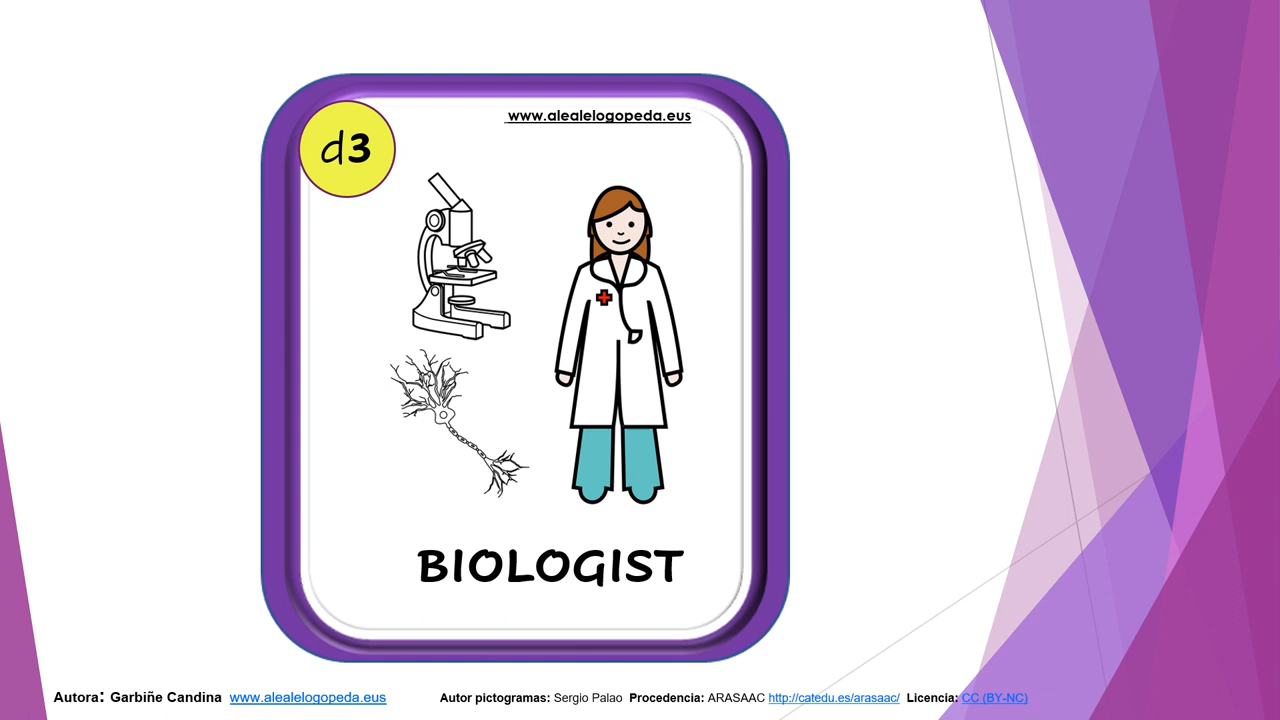 www.alealelogopeda.eus
d3
BIOLOGIST
Autora: Garbiñe Candina www.alealelogopeda.eus Autor pictogramas: Sergio Palao Procedencia: ARASAAC http://catedu.es/arasaac/ Licencia: CC (BY-NC)